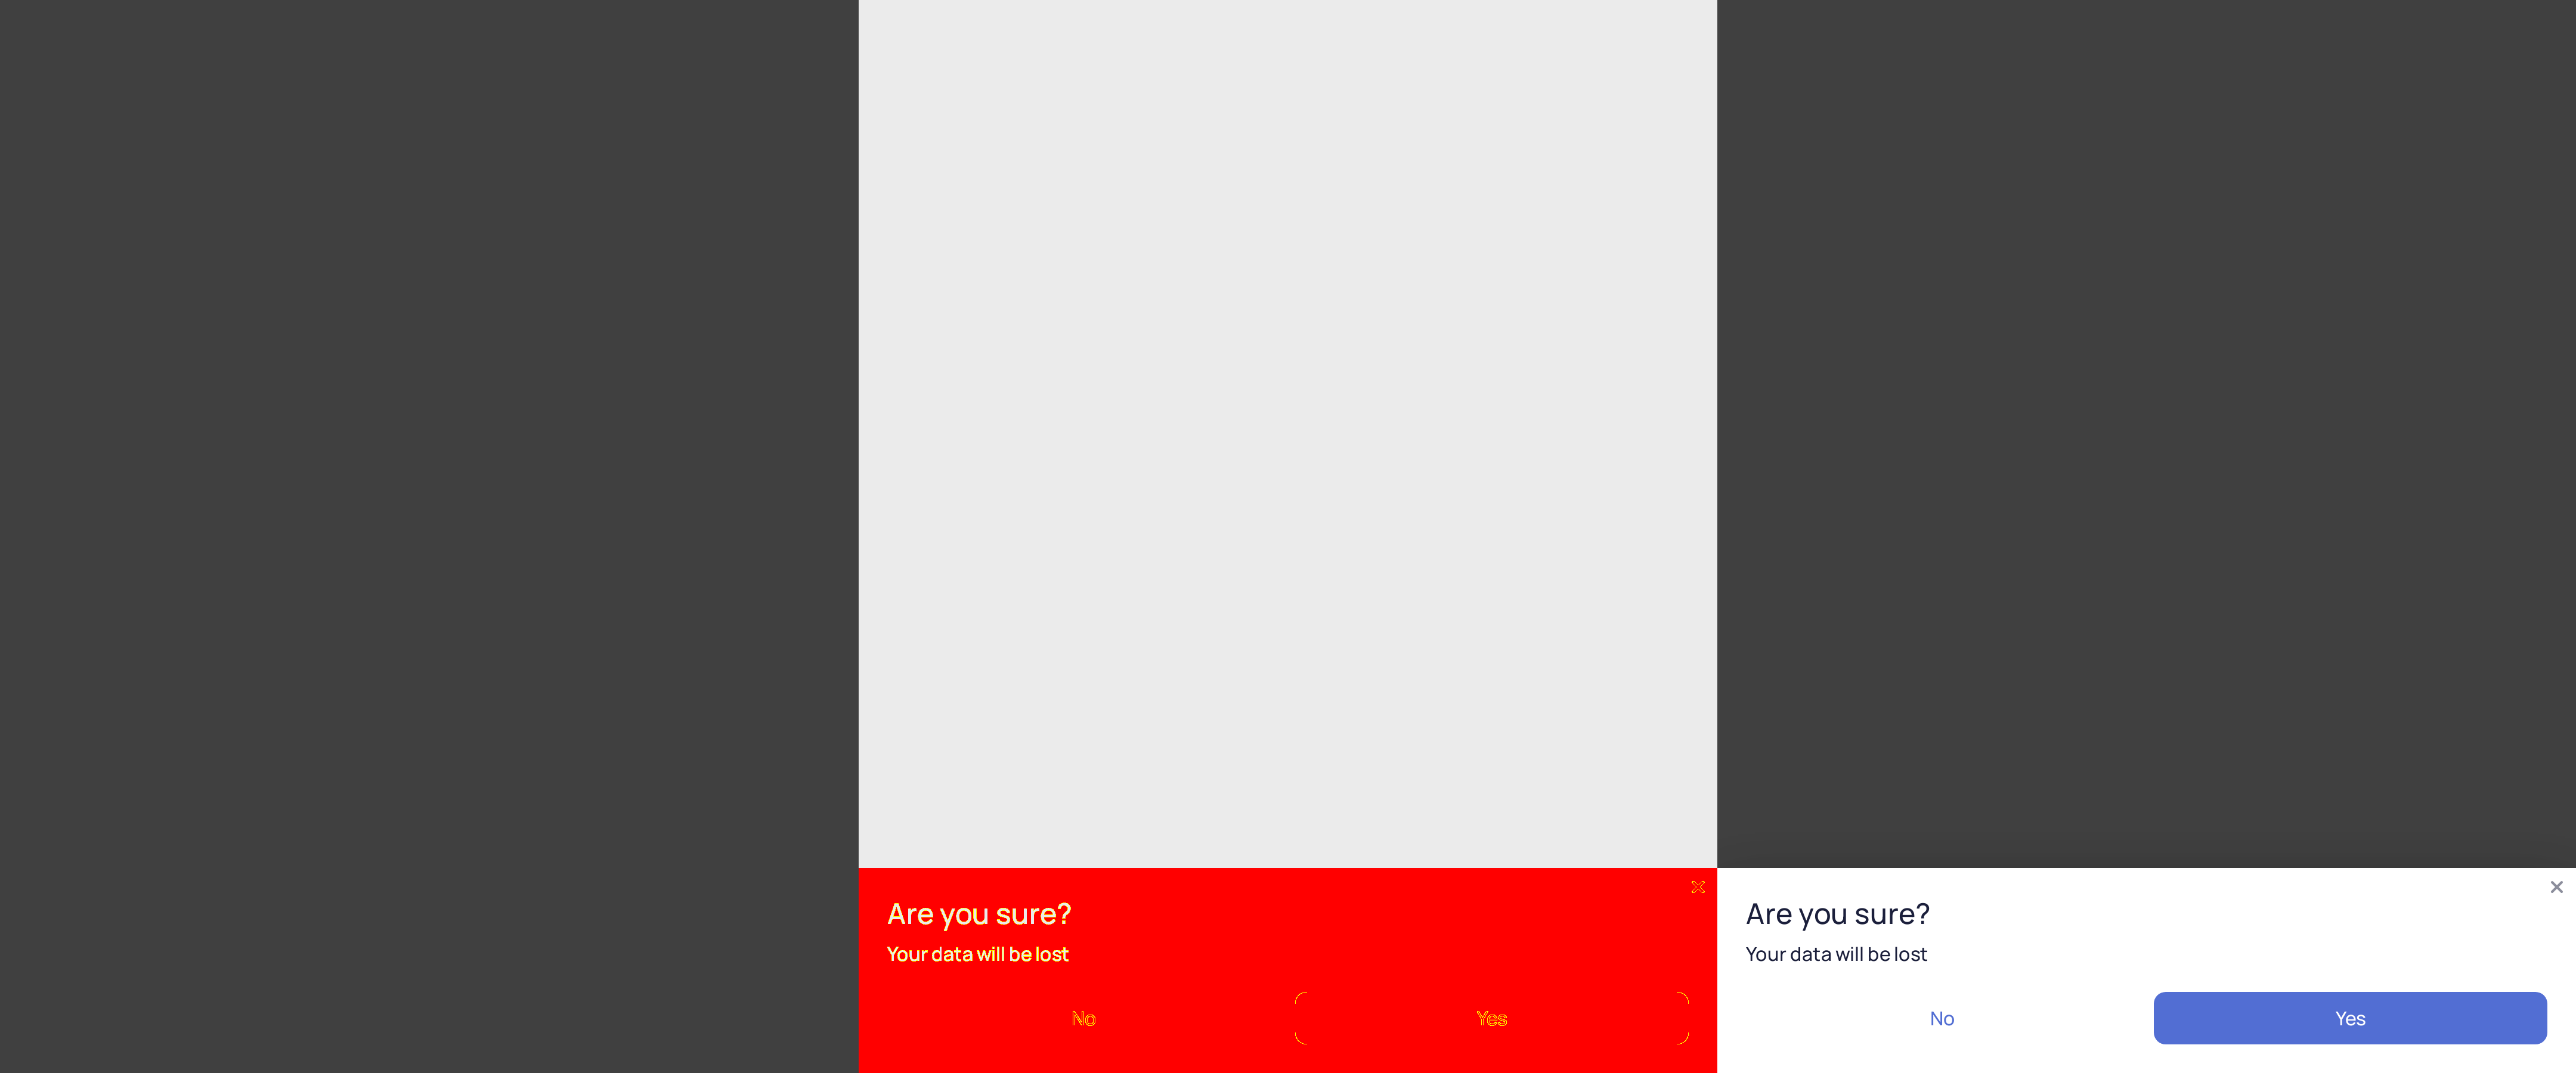 Are you sure?
Your data will be lost
No
Yes
Are you sure?
Your data will be lost
No
Yes